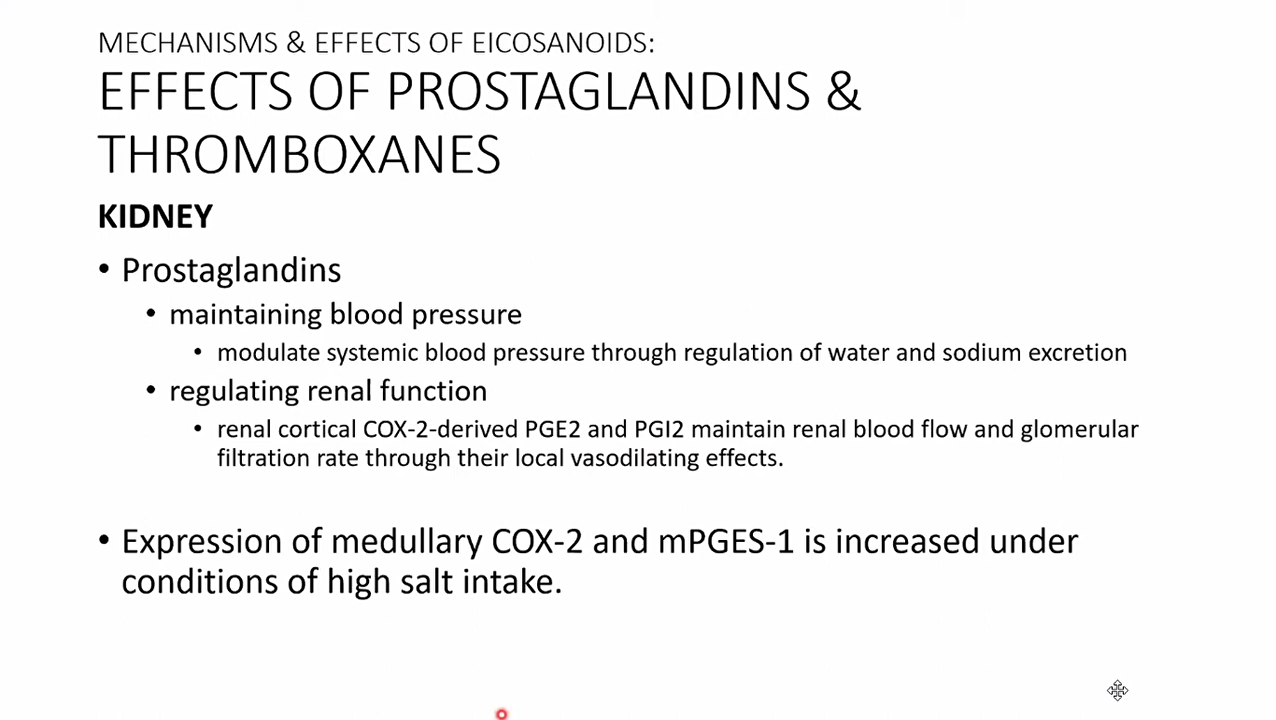 MECHANISMS & EFFECTS OF EICOSANOIDS:
EFFECTS OF PROSTAGLANDINS &
THROMBOXANES
KIDNEY
• Prostaglandins
• maintaining blood pressure
• modulate systemic blood pressure through regulation of water and sodium excretion
• regulating renal function
• renal cortical COX-2-derived PGE2 and PGI2 maintain renal blood flow and glomerular
filtration rate through their local vasodilating effects.
• Expression of medullary COX-2 and mPGES-1 is increased under
conditions of high salt intake.